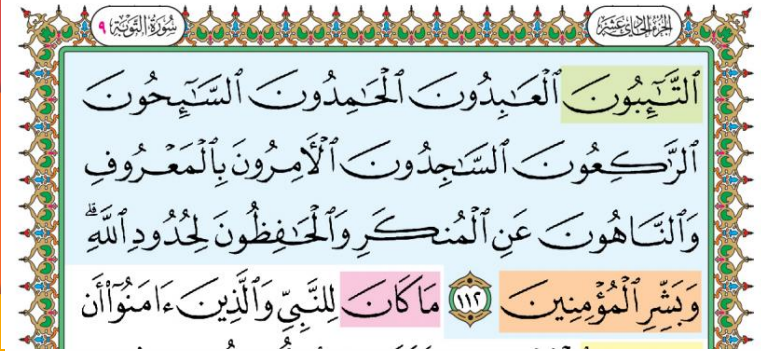 الجزء الحادي عشر
سورة التوبة ٩
ٱلتَّـٰٓئِبُونَ ٱلْعَـٰبِدُونَ ٱلْحَـٰمِدُونَ ٱلسَّـٰٓئِحُونَ
ٱلرَّٰكِعُونَ ٱلسَّـٰجِدُونَ ٱلْـَٔامِرُونَ بِٱلْمَعْرُوفِ
وَٱلنَّاهُونَ عَنِ ٱلْمُنكَرِ وَٱلْحَـٰفِظُونَ لِحُدُودِ ٱللَّهِ ۗ
وَبَشِّرِ ٱلْمُؤْمِنِينَ ١١٢ مَا كَانَ لِلنَّبِىِّ وَٱلَّذِينَ ءَامَنُوٓا۟ أَن